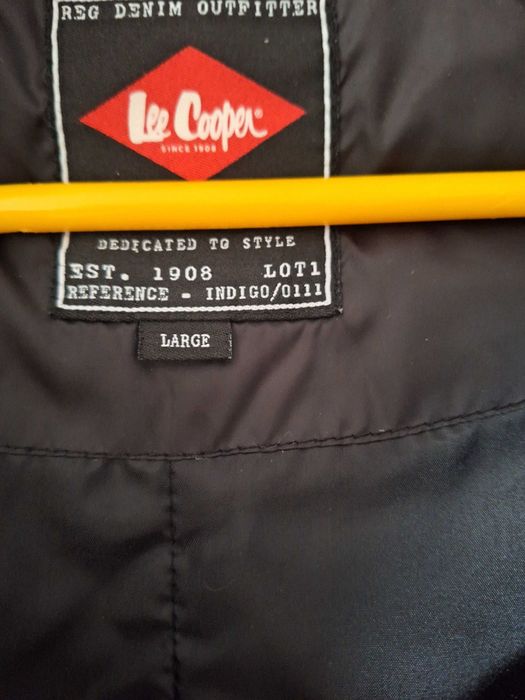 REG DENIM OUTFITTER
Lee Cooper
SINCE 1908
DEDICATED TO STYLE
EST. 1908 LOT1
REFERENCE - INDIGO/0111
LARGE